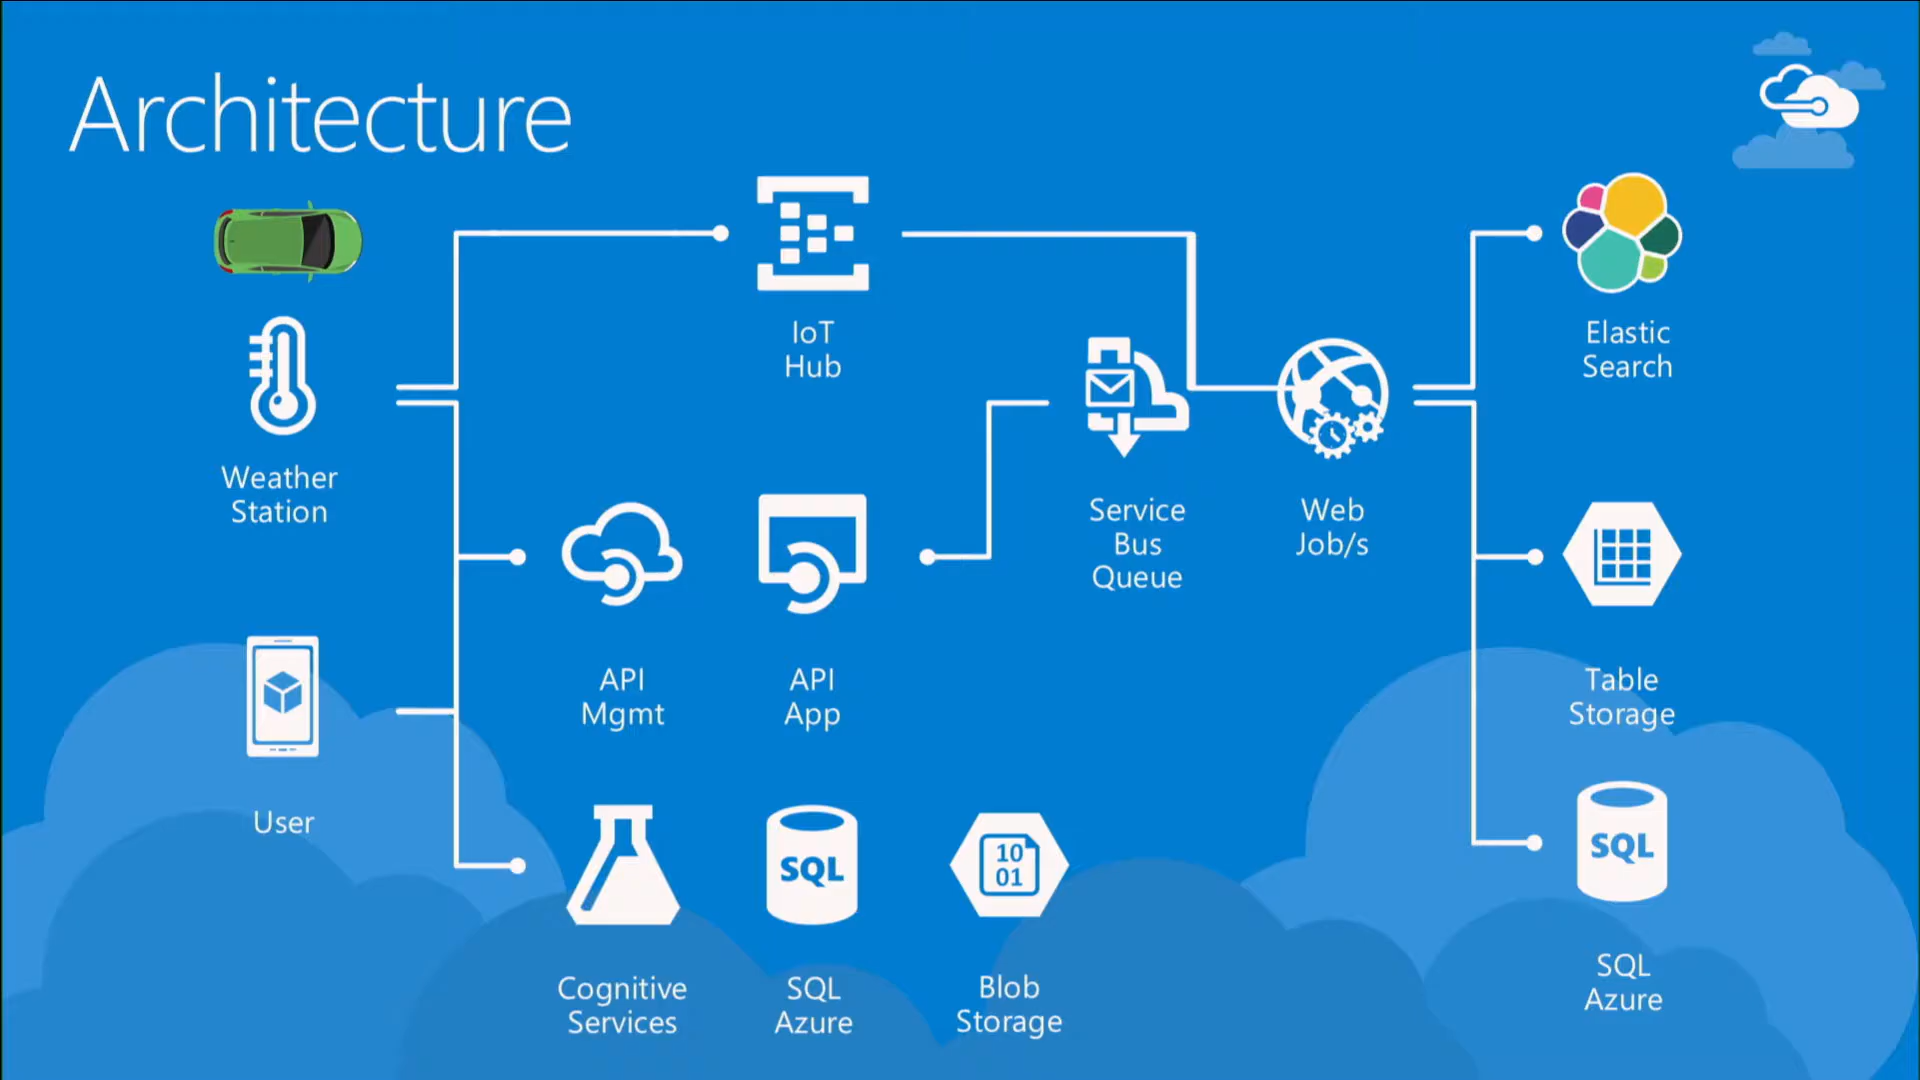 Architecture
IoT
Hub
Elastic
Search
Weather
Station
Service
Bus
Queue
Web
Job/s
API
Mgmt
API
App
Table
Storage
User
SQL
10
01
SQL
Cognitive
Services
SQL
Azure
Blob
Storage
SQL
Azure